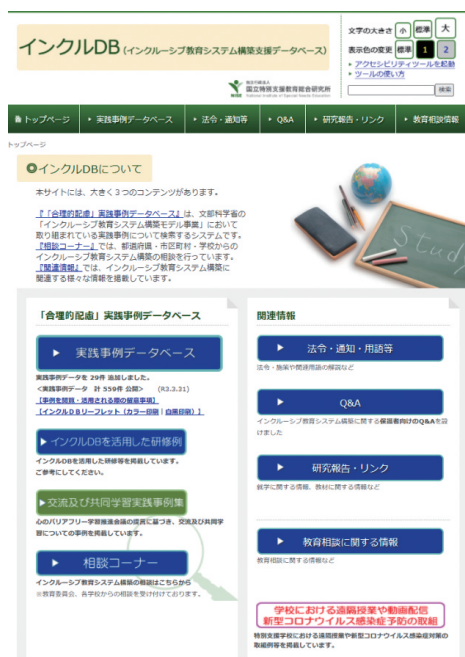 インクルDB (インクルーシブ教育システム構築支援データベース)
文字の大きさ 小 標準 大
表示色の変更 標準 1 2
アクセシビリティツールを起動
ツールの使い方
独立行政法人
国立特別支援教育総合研究所
National Institute of Special Needs Education
検索
トップページ
実践事例データベース
法令・通知等
Q&A
研究報告・リンク
教育相談情報
トップページ
インクルDBについて
本サイトには、大きく３つのコンテンツがあります。
『「合理的配慮」実践事例データベース』は、文部科学省の
「インクルーシブ教育システム構築モデル事業」において
取り組まれている実践事例について検索するシステムです。
『相談コーナー』では、都道府県・市区町村・学校からの
インクルーシブ教育システム構築の相談を行っています。
『関連情報』では、インクルーシブ教育システム構築に
関連する様々な情報を掲載しています。
Study
「合理的配慮」実践事例データベース
実践事例データベース
実践事例データを 29件 追加しました。
<実践事例データ 計 559件 公開> (R3.3.31)
【事例を閲覧・活用される際の留意事項】
【インクルＤＢリーフレット（カラー印刷｜白黒印刷）】
インクルDBを活用した研修例
インクルDBを活用した研修等を掲載しています。
ご参考にしてください。
交流及び共同学習実践事例集
心のバリアフリー学習推進会議の提言に基づき、交流及び共同学
習についての事例を掲載しています。
相談コーナー
インクルーシブ教育システム構築の相談はこちらから
※教育委員会、各学校からの相談を受け付けております。
関連情報
法令・通知・用語等
法令・施策や関連用語の解説など
Q&A
インクルーシブ教育システム構築に関する保護者向けのQ&Aを設
けました
研究報告・リンク
就学に関する情報、教材に関する情報など
教育相談に関する情報
教育相談に関する情報など
学校における遠隔授業や動画配信
新型コロナウイルス感染症予防の取組
特別支援学校における遠隔授業や新型コロナウイルス感染症対策の
取組例等を掲載しています。